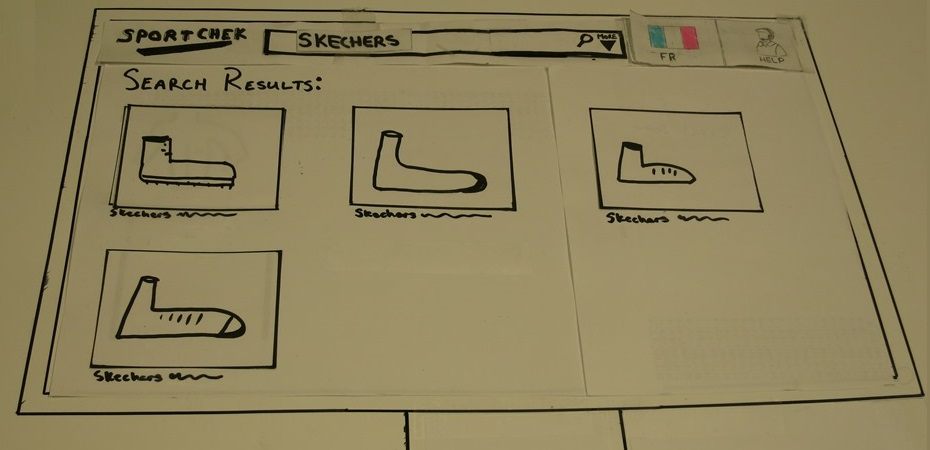 SPORTCHEK
SKECHERS
MORE
FR
HELP
SEARCH RESULTS:
Skechers
Skechers
Skechers
Skechers